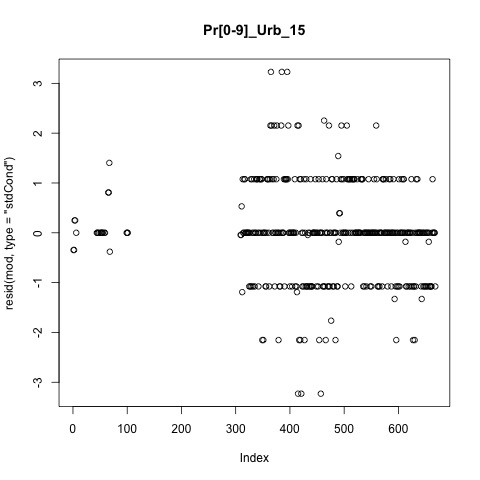 Pr[0-9]_Urb_15
resid(mod, type = "stdCond")
3
2
1
0
-1
-2
-3
0 100 200 300 400 500 600
Index